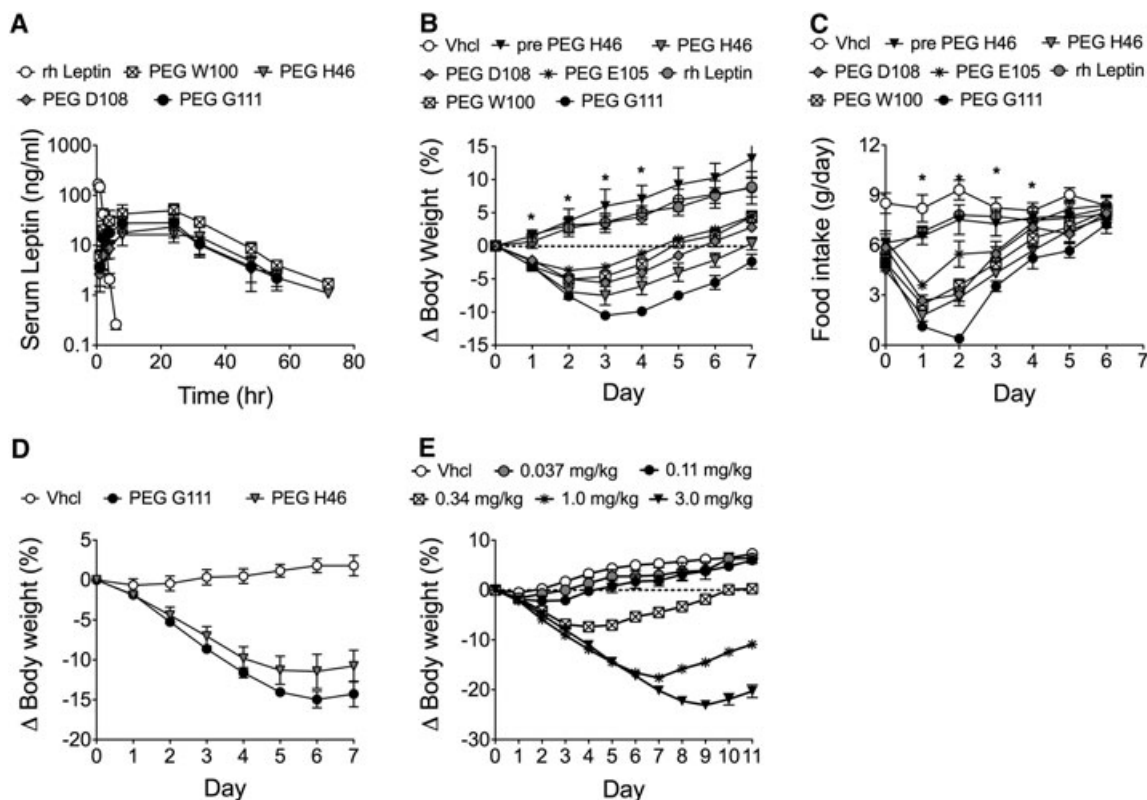 A
rh Leptin PEG W100 PEG H46
PEG D108 PEG G111
Serum Leptin (ng/ml)
1000
100
10
1
0.1
0 20 40 60 80
Time (hr)
B
Vhcl pre PEG H46 PEG H46
PEG D108 PEG E105 rh Leptin
PEG W100 PEG G111
Δ Body Weight (%)
15
10
5
0
-5
-10
-15
* * * *
0 1 2 3 4 5 6 7
Day
C
Vhcl pre PEG H46 PEG H46
PEG D108 PEG E105 rh Leptin
PEG W100 PEG G111
Food intake (g/day)
12
9
6
3
0
* * * *
0 1 2 3 4 5 6 7
Day
D
Vhcl PEG G111 PEG H46
Δ Body weight (%)
5
0
-5
-10
-15
-20
0 1 2 3 4 5 6 7
Day
E
Vhcl 0.037 mg/kg 0.11 mg/kg
0.34 mg/kg 1.0 mg/kg 3.0 mg/kg
Δ Body weight (%)
10
0
-10
-20
-30
0 1 2 3 4 5 6 7 8 9 10 11
Day